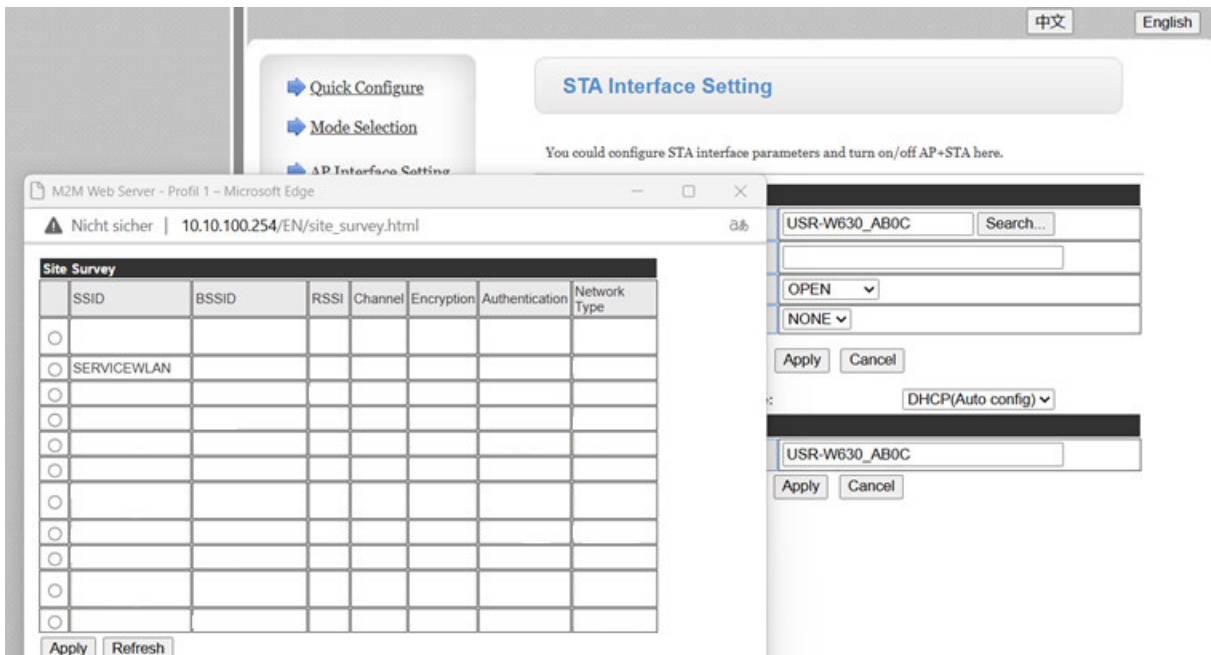 中文 English
Quick Configure
Mode Selection
AP Interface Setting
STA Interface Setting
You could configure STA interface parameters and turn on/off AP+STA here.
M2M Web Server - Profil 1 – Microsoft Edge
Nicht sicher | 10.10.100.254/EN/site_survey.html
aあ
Site Survey
SSID BSSID RSSI Channel Encryption Authentication Network Type
SERVICEWLAN
Apply Refresh
USR-W630_AB0C Search...
OPEN
NONE
Apply Cancel
DHCP(Auto config)
USR-W630_AB0C
Apply Cancel